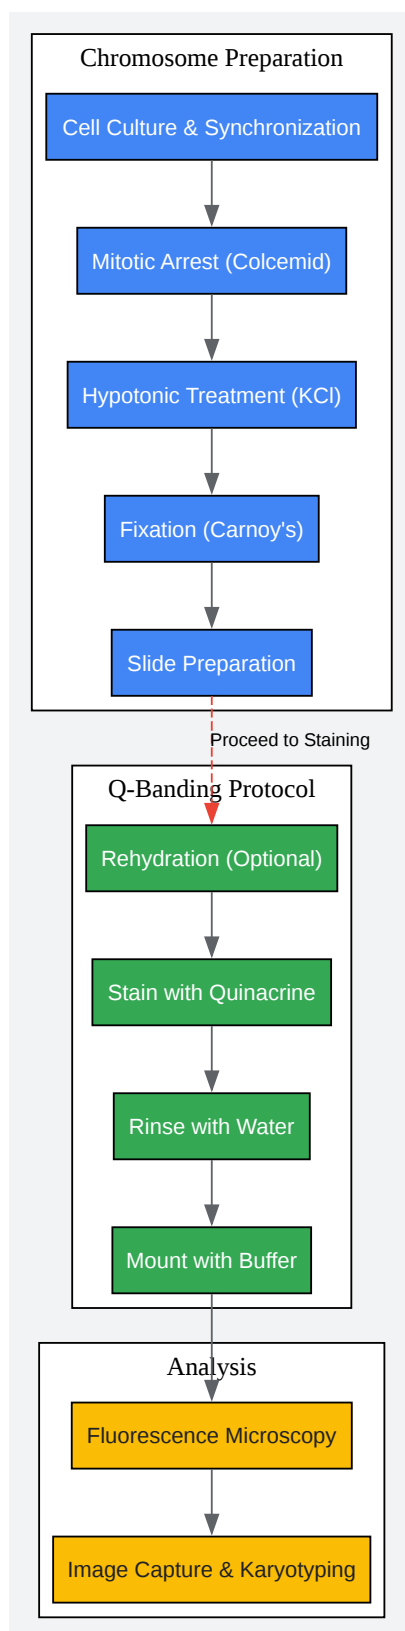 Chromosome Preparation
Cell Culture & Synchronization
Mitotic Arrest (Colcemid)
Hypotonic Treatment (KCl)
Fixation (Carnoy's)
Slide Preparation
Proceed to Staining
Q-Banding Protocol
Rehydration (Optional)
Stain with Quinacrine
Rinse with Water
Mount with Buffer
Analysis
Fluorescence Microscopy
Image Capture & Karyotyping